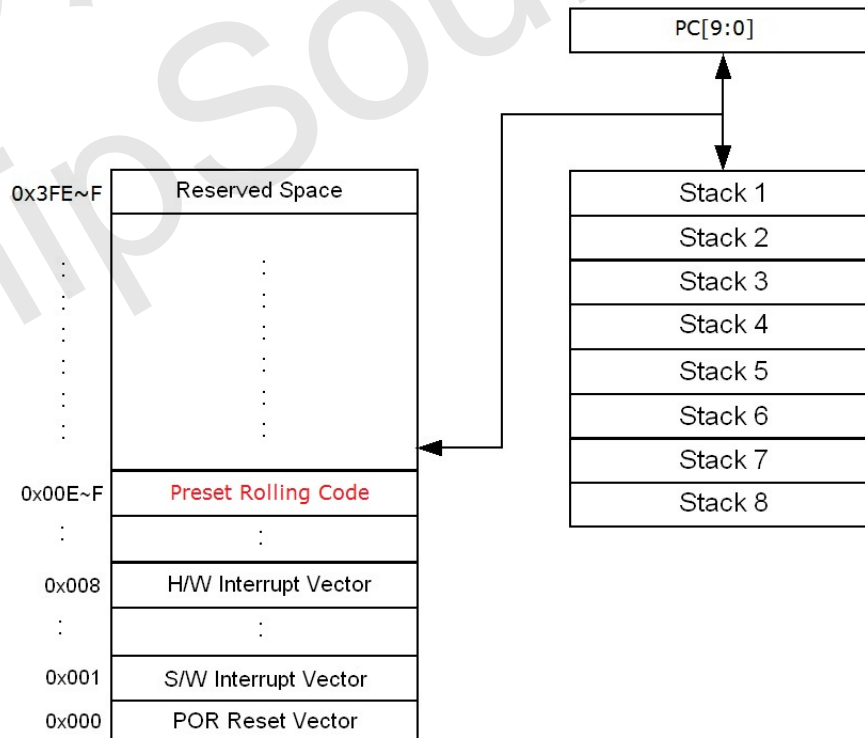 PC[9:0]
0x3FE~F Reserved Space
Stack 1
Stack 2
Stack 3
Stack 4
Stack 5
Stack 6
Stack 7
Stack 8
0x00E~F Preset Rolling Code
0x008 H/W Interrupt Vector
0x001 S/W Interrupt Vector
0x000 POR Reset Vector